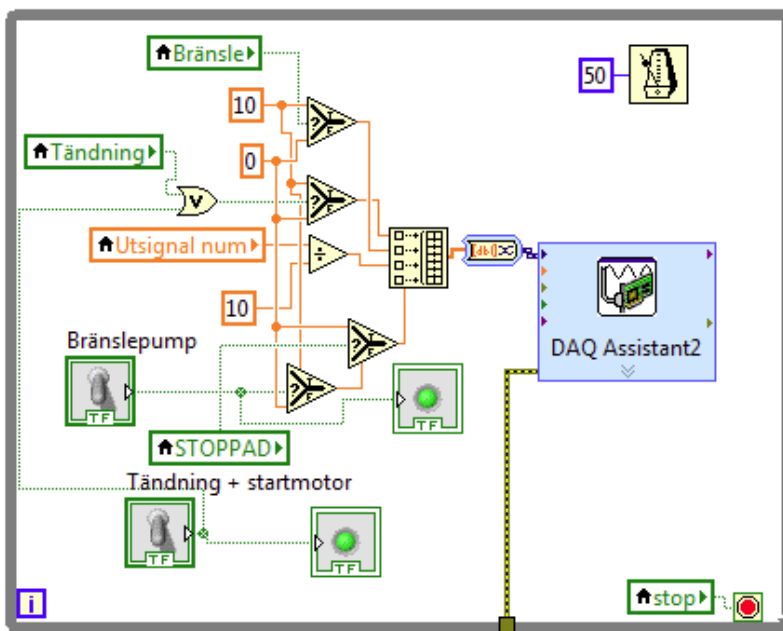 Bränsle
50
10
Tändning
0
V
Utsignal num
10
Bränslepump
TF
TF
STOPPAD
Tändning + startmotor
TF
TF
DAQ Assistant2
i
stop
? T F
? T F
÷
? T F
? T F
[dbl]